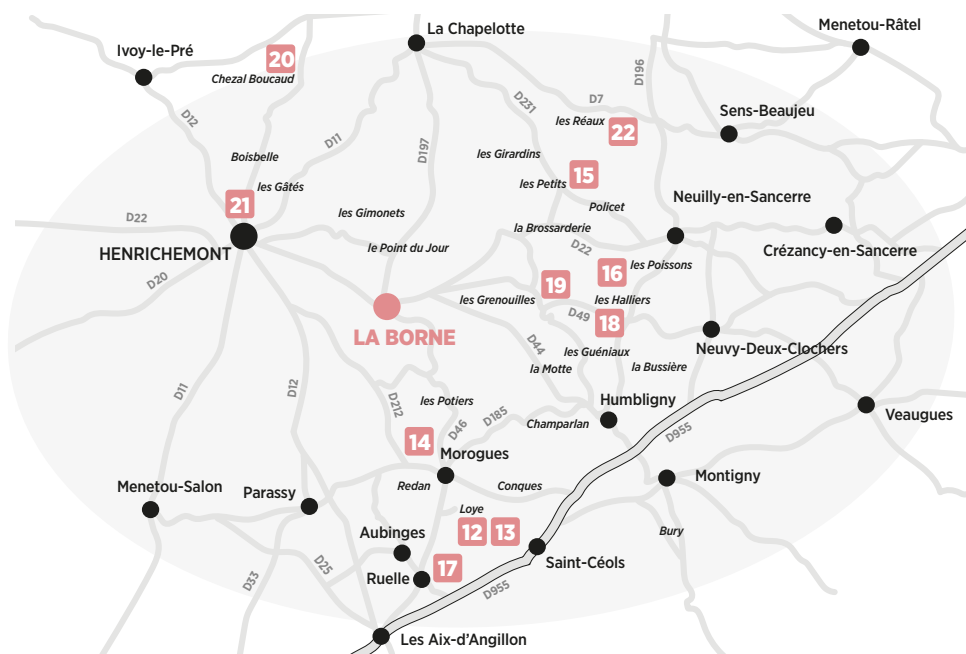 La Chapelotte
Menetou-Râtel
Ivoy-le-Pré
20
Chezal Boucaud
D196
D231
D7
Sens-Beaujeu
D12
les Réaux
22
D11
D197
Boisbelle
les Girardins
15
les Petits
les Gâtés
21
Neuilly-en-Sancerre
Policet
les Gimonets
D22
la Brossarderie
HENRICHEMONT
le Point du Jour
D22
Crézancy-en-Sancerre
les Poissons
16
D20
19
les Grenouilles
les Halliers
D49
18
LA BORNE
D44
les Guéniaux
Neuvy-Deux-Clochers
la Motte
la Bussière
D11
D12
D212
les Potiers
Humbligny
Veaugues
D185
D46
Champarlan
D955
14
Morogues
Montigny
Menetou-Salon
Parassy
Redan
Conques
Loye
12
13
Aubinges
Bury
Saint-Céols
D25
D33
Ruelle
17
D955
Les Aix-d'Angillon